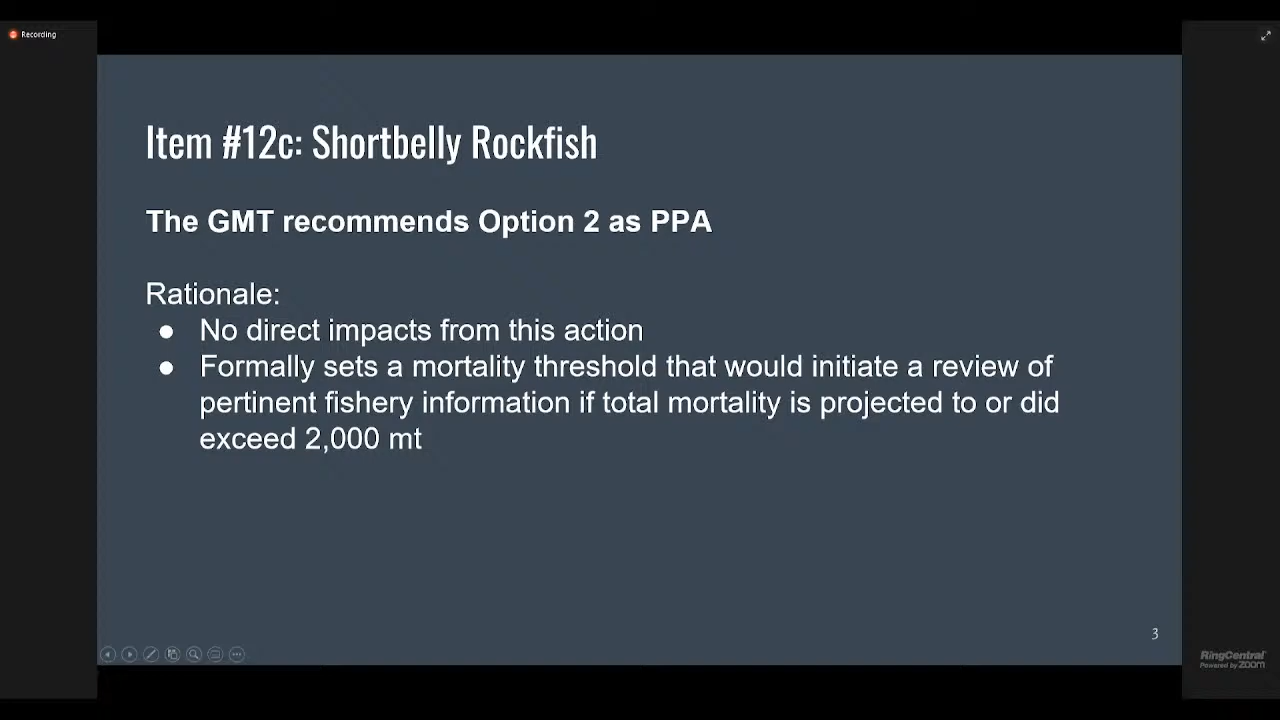 Recording
Item #12c: Shortbelly Rockfish
The GMT recommends Option 2 as PPA
Rationale:
● No direct impacts from this action
● Formally sets a mortality threshold that would initiate a review of
pertinent fishery information if total mortality is projected to or did
exceed 2,000 mt
3
RingCentral
Powered by zoom